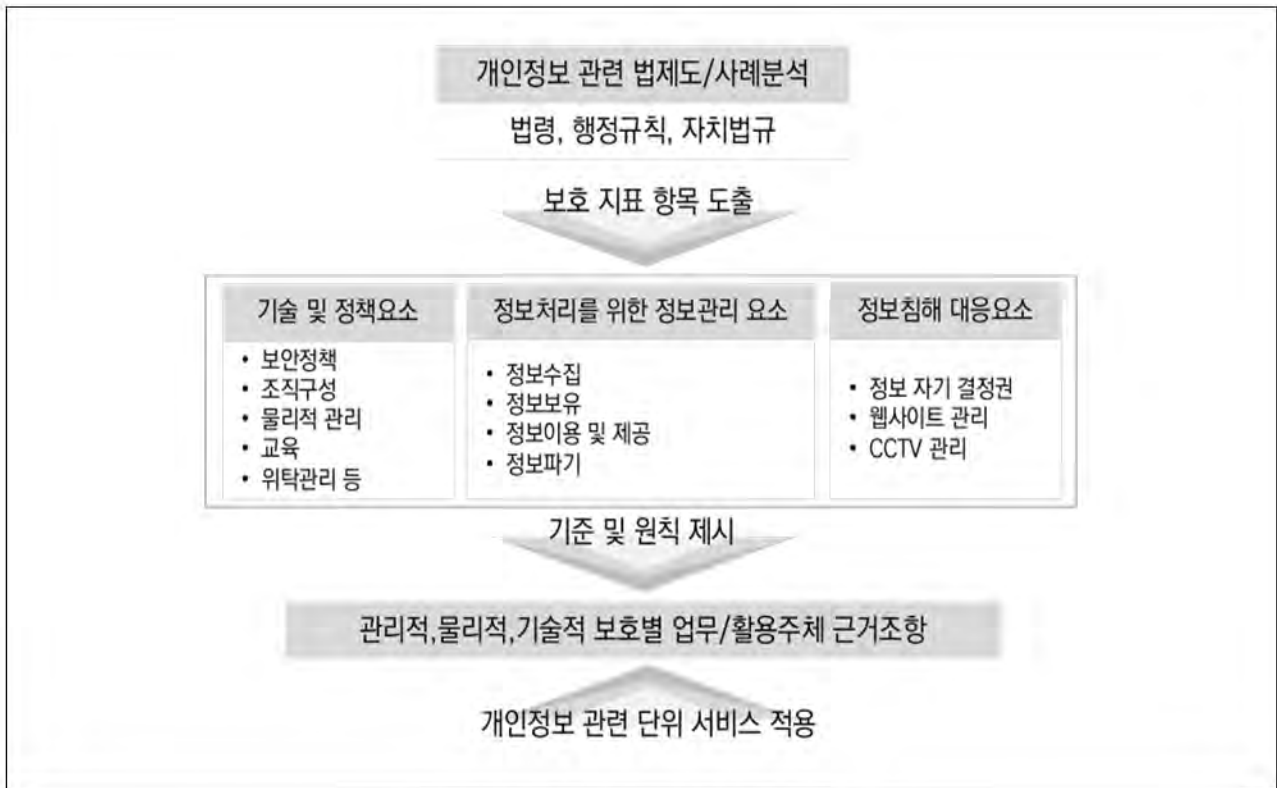 개인정보 관련 법제도/사례분석
법령, 행정규칙, 자치법규
보호 지표 항목 도출
기술 및 정책요소
• 보안정책
• 조직구성
• 물리적 관리
• 교육
• 위탁관리 등
정보처리를 위한 정보관리 요소
• 정보수집
• 정보보유
• 정보이용 및 제공
• 정보파기
정보침해 대응요소
• 정보 자기 결정권
• 웹사이트 관리
• CCTV 관리
기준 및 원칙 제시
관리적,물리적,기술적 보호별 업무/활용주체 근거조항
개인정보 관련 단위 서비스 적용